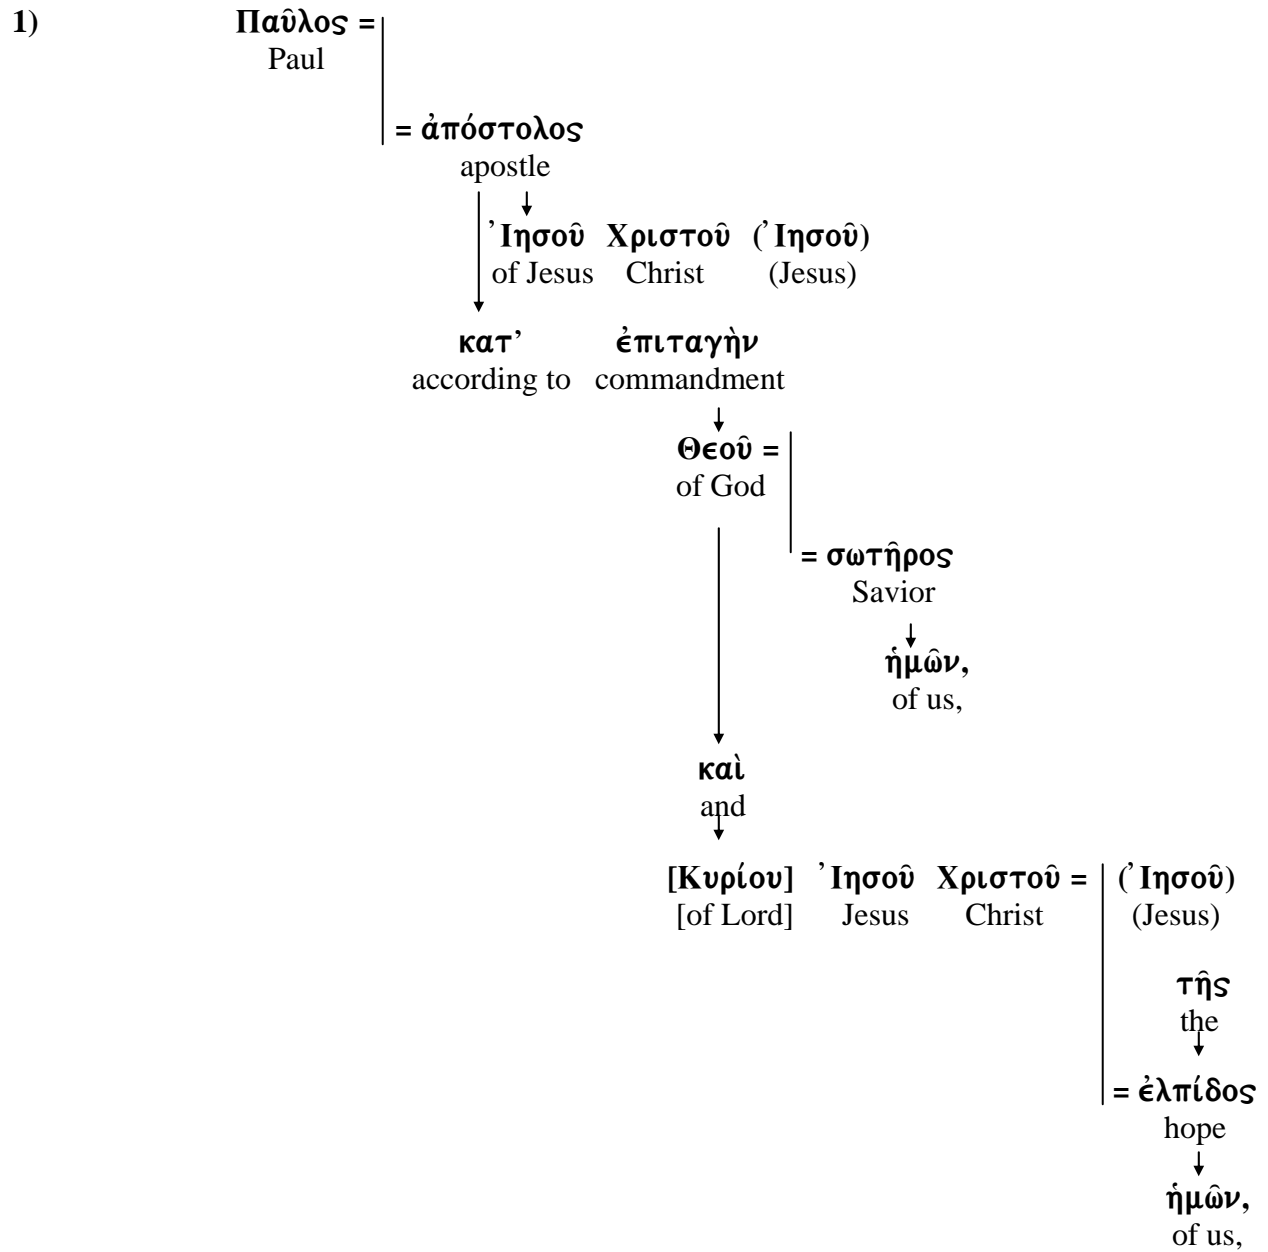 1) Παῦλος =
Paul
= ἀπόστολος
apostle
Ἰησοῦ Χριστοῦ (Ἰησοῦ)
of Jesus Christ (Jesus)
κατ’ ἐπιταγὴν
according to commandment
Θεοῦ =
of God
= σωτῆρος
Savior
ἡμῶν,
of us,
καὶ
and
[Κυρίου] Ἰησοῦ Χριστοῦ = (Ἰησοῦ)
[of Lord] Jesus Christ (Jesus)
τῆς
the
= ἐλπίδος
hope
ἡμῶν,
of us,